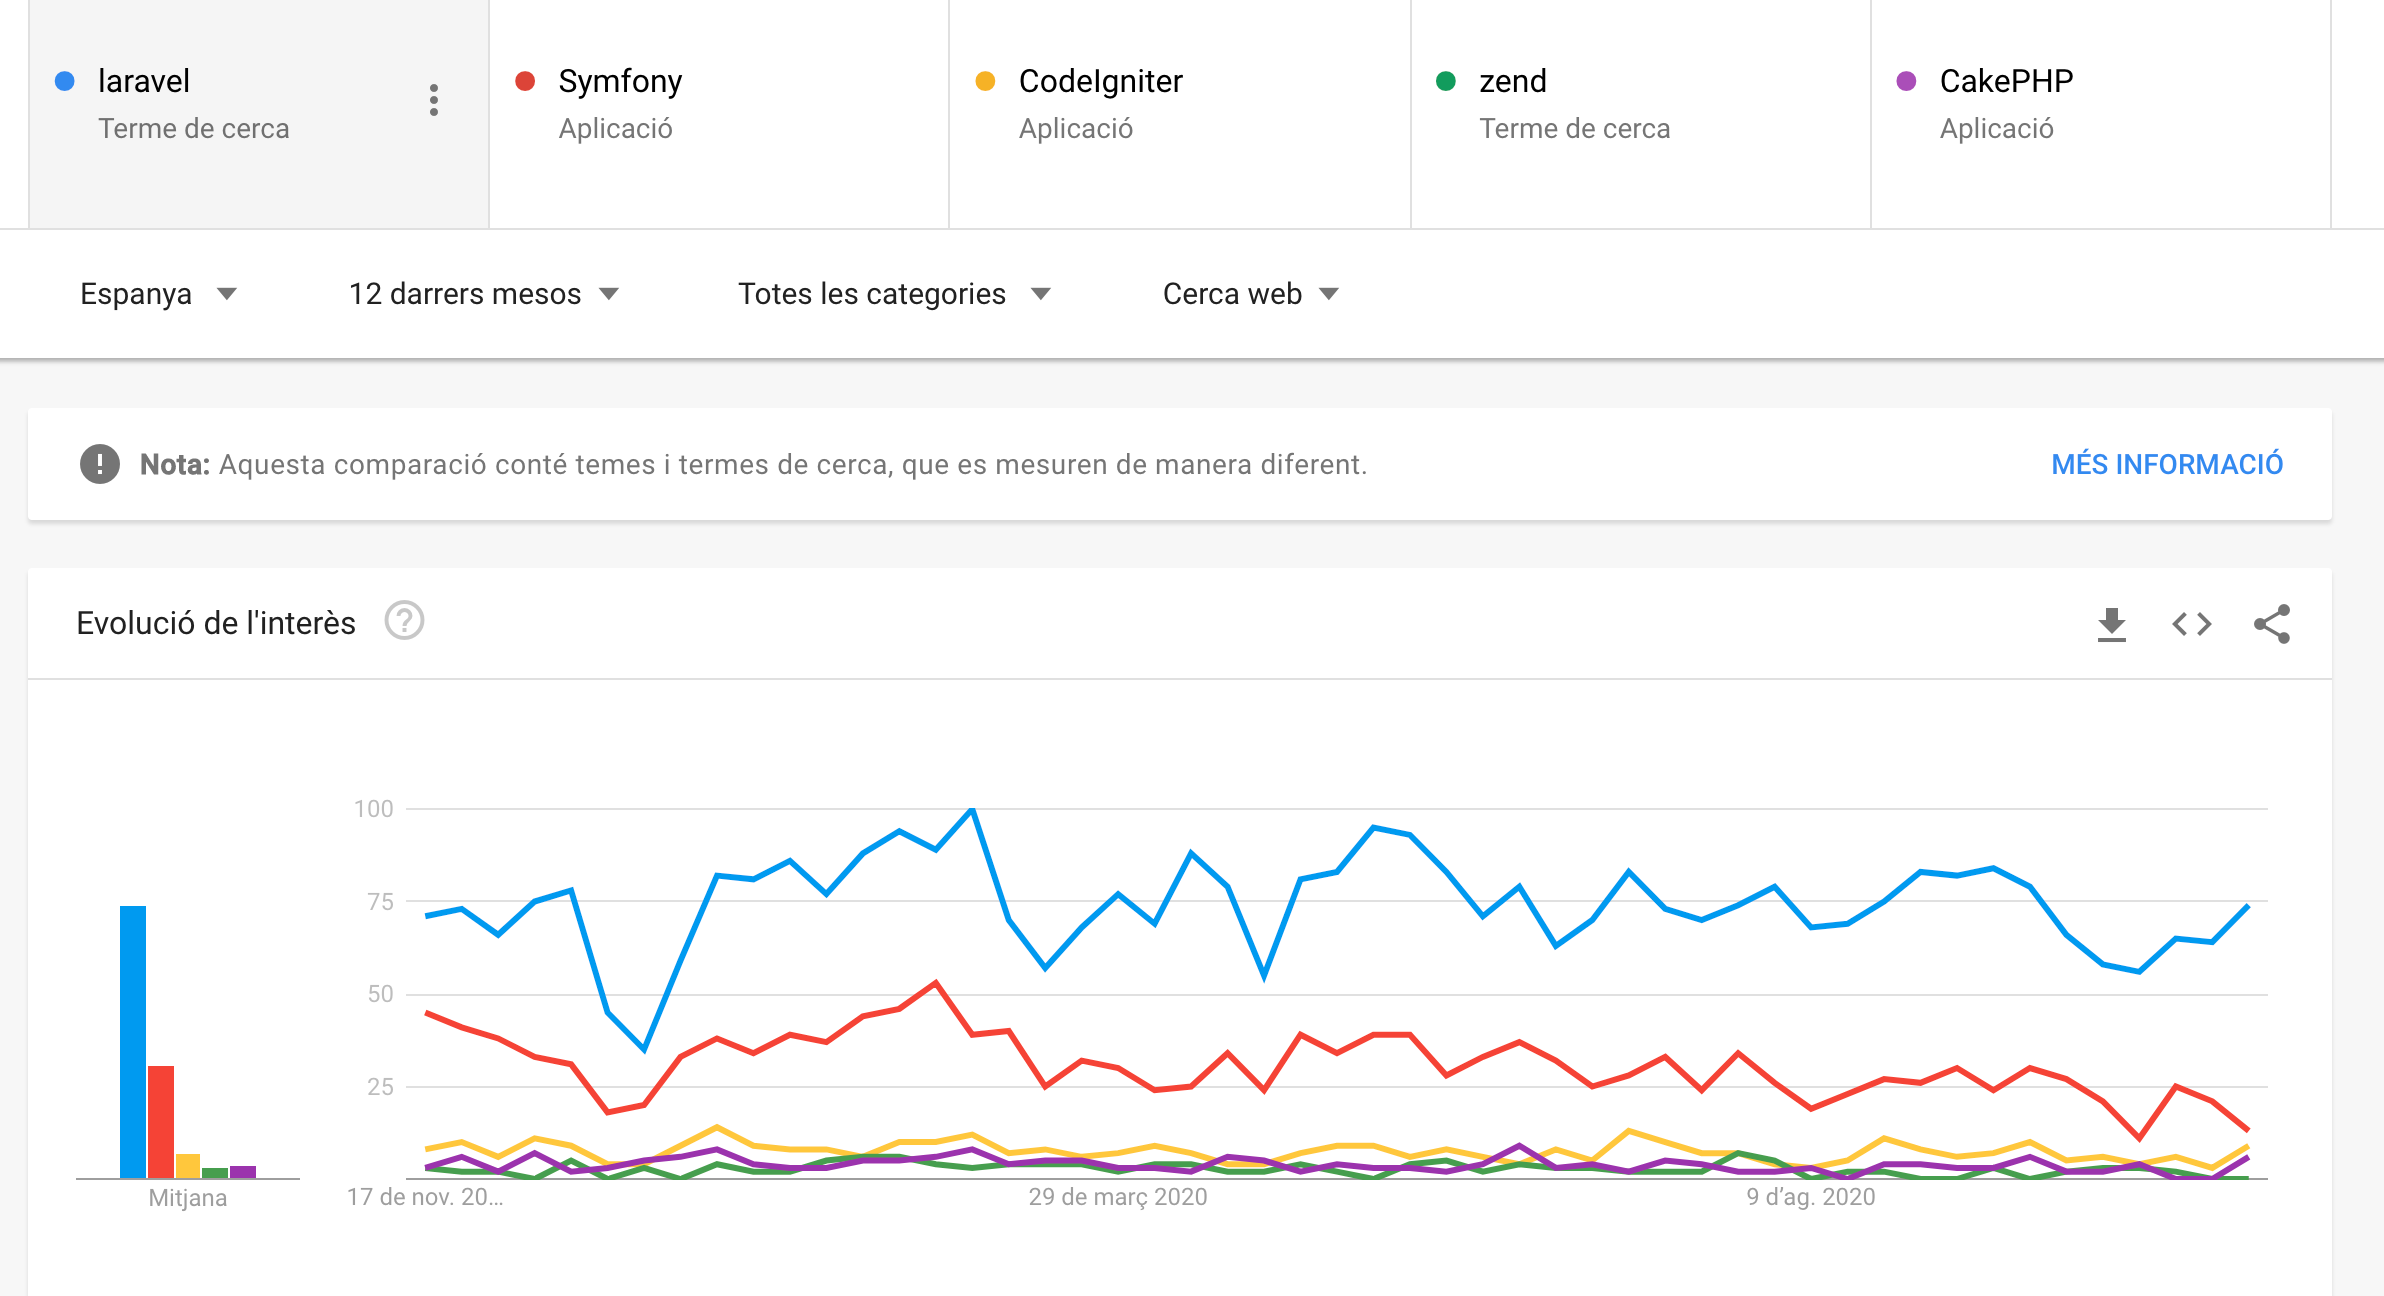 laravel
Terme de cerca
Symfony
Aplicació
CodeIgniter
Aplicació
zend
Terme de cerca
CakePHP
Aplicació
Espanya
12 darrers mesos
Totes les categories
Cerca web
Nota: Aquesta comparació conté temes i termes de cerca, que es mesuren de manera diferent.
MÉS INFORMACIÓ
Evolució de l'interès
100
75
50
25
Mitjana
17 de nov. 20...
29 de març 2020
9 d’ag. 2020